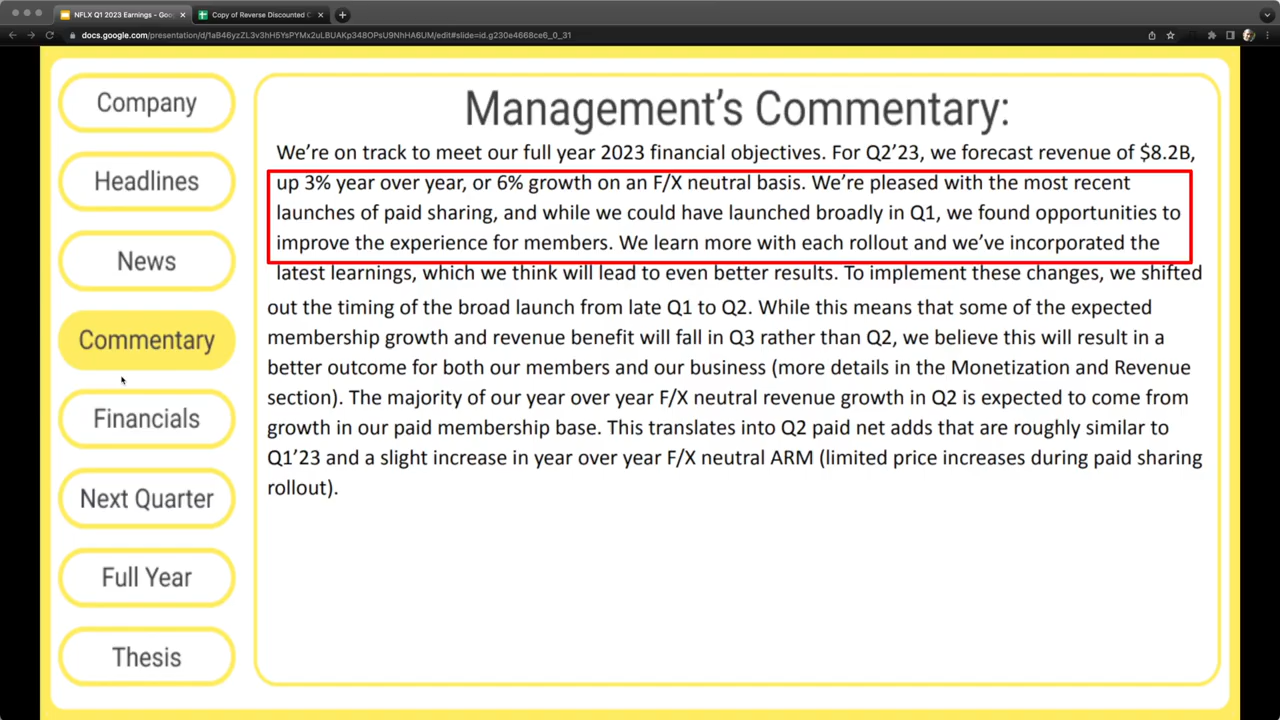 NFLX Q1 2023 Earnings - Goo
Copy of Reverse Discounted C
docs.google.com/presentation/d/1aB46yzZL3v3hH5YsPYMx2uLBUAKp348OPsU9NhHA6UM/edit#slide=id.g230e4668ce6_0_31
Company
Headlines
News
Commentary
Financials
Next Quarter
Full Year
Thesis
Management’s Commentary:
We’re on track to meet our full year 2023 financial objectives. For Q2’23, we forecast revenue of $8.2B,
up 3% year over year, or 6% growth on an F/X neutral basis. We’re pleased with the most recent
launches of paid sharing, and while we could have launched broadly in Q1, we found opportunities to
improve the experience for members. We learn more with each rollout and we’ve incorporated the
latest learnings, which we think will lead to even better results. To implement these changes, we shifted
out the timing of the broad launch from late Q1 to Q2. While this means that some of the expected
membership growth and revenue benefit will fall in Q3 rather than Q2, we believe this will result in a
better outcome for both our members and our business (more details in the Monetization and Revenue
section). The majority of our year over year F/X neutral revenue growth in Q2 is expected to come from
growth in our paid membership base. This translates into Q2 paid net adds that are roughly similar to
Q1’23 and a slight increase in year over year F/X neutral ARM (limited price increases during paid sharing
rollout).